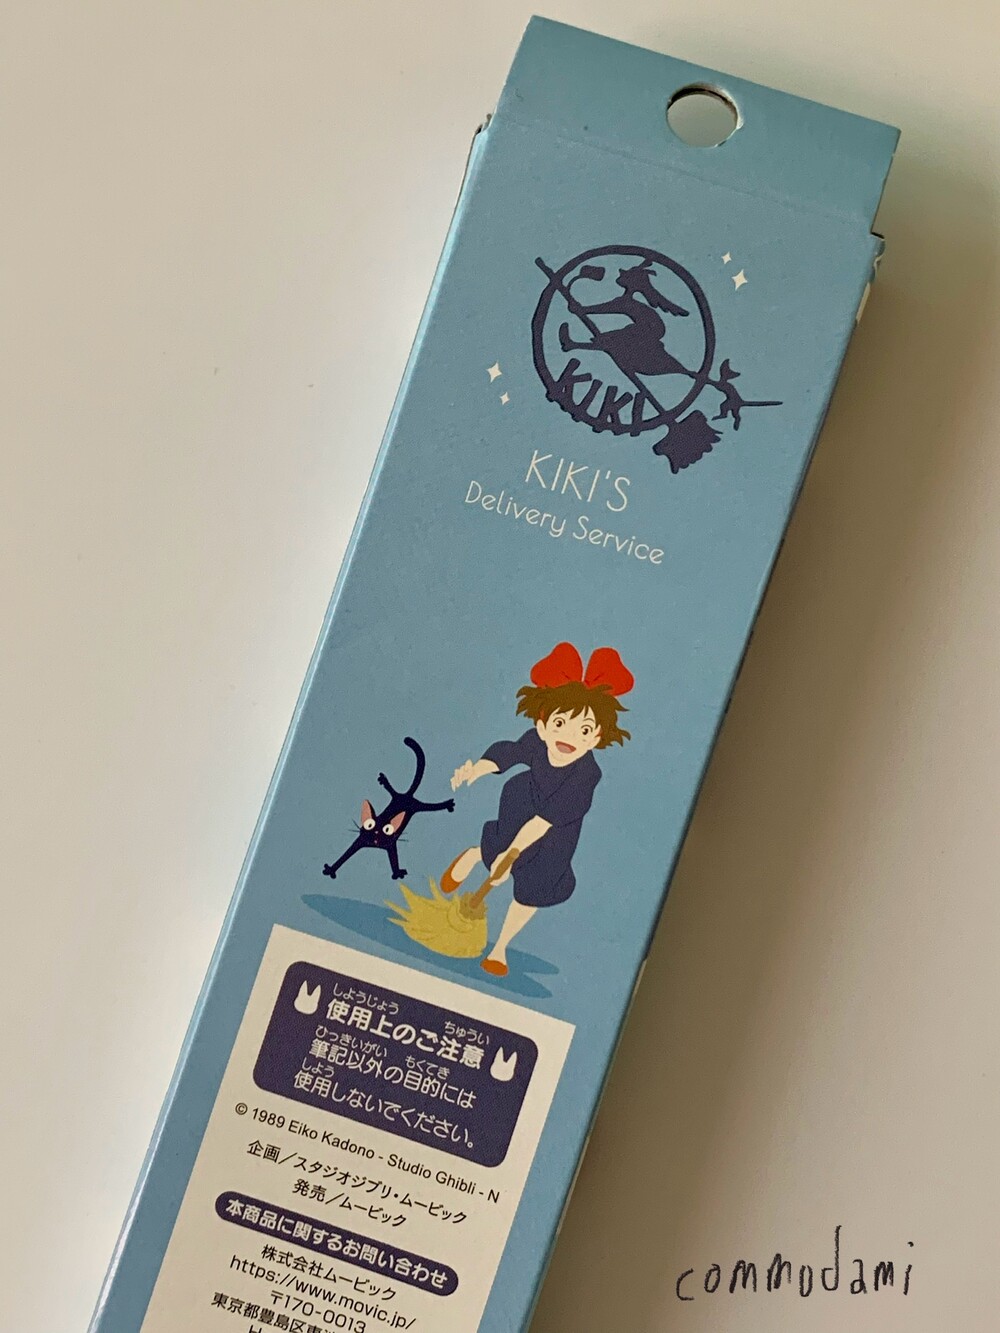 KIKI
KIKI'S
Delivery Service
しようじょう ちゅうい
使用上のご注意
ひっきいがい もくてき
筆記以外の目的には
しよう
使用しないでください。
© 1989 Eiko Kadono - Studio Ghibli - N
企画／スタジオジブリ・ムービック
発売／ムービック
本商品に関するお問い合わせ
株式会社ムービック
https://www.movic.jp/
〒170-0013
東京都豊島区東
commodami